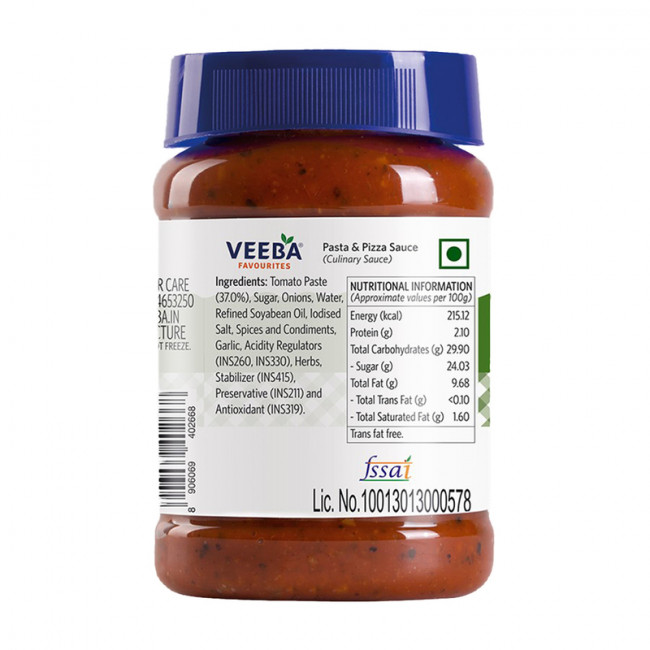 VEEBA
FAVOURITES
Pasta & Pizza Sauce
(Culinary Sauce)
R CARE
4653250
BA.IN
CTURE
OT FREEZE.
Ingredients: Tomato Paste
(37.0%), Sugar, Onions, Water,
Refined Soyabean Oil, Iodised
Salt, Spices and Condiments,
Garlic, Acidity Regulators
(INS260, INS330), Herbs,
Stabilizer (INS415),
Preservative (INS211) and
Antioxidant (INS319).
NUTRITIONAL INFORMATION
(Approximate values per 100g)
Energy (kcal) 215.12
Protein (g) 2.10
Total Carbohydrates (g) 29.90
- Sugar (g) 24.03
Total Fat (g) 9.68
- Total Trans Fat (g) <0.10
- Total Saturated Fat (g) 1.60
Trans fat free.
8 906069 402668
fssai
Lic. No.10013013000578